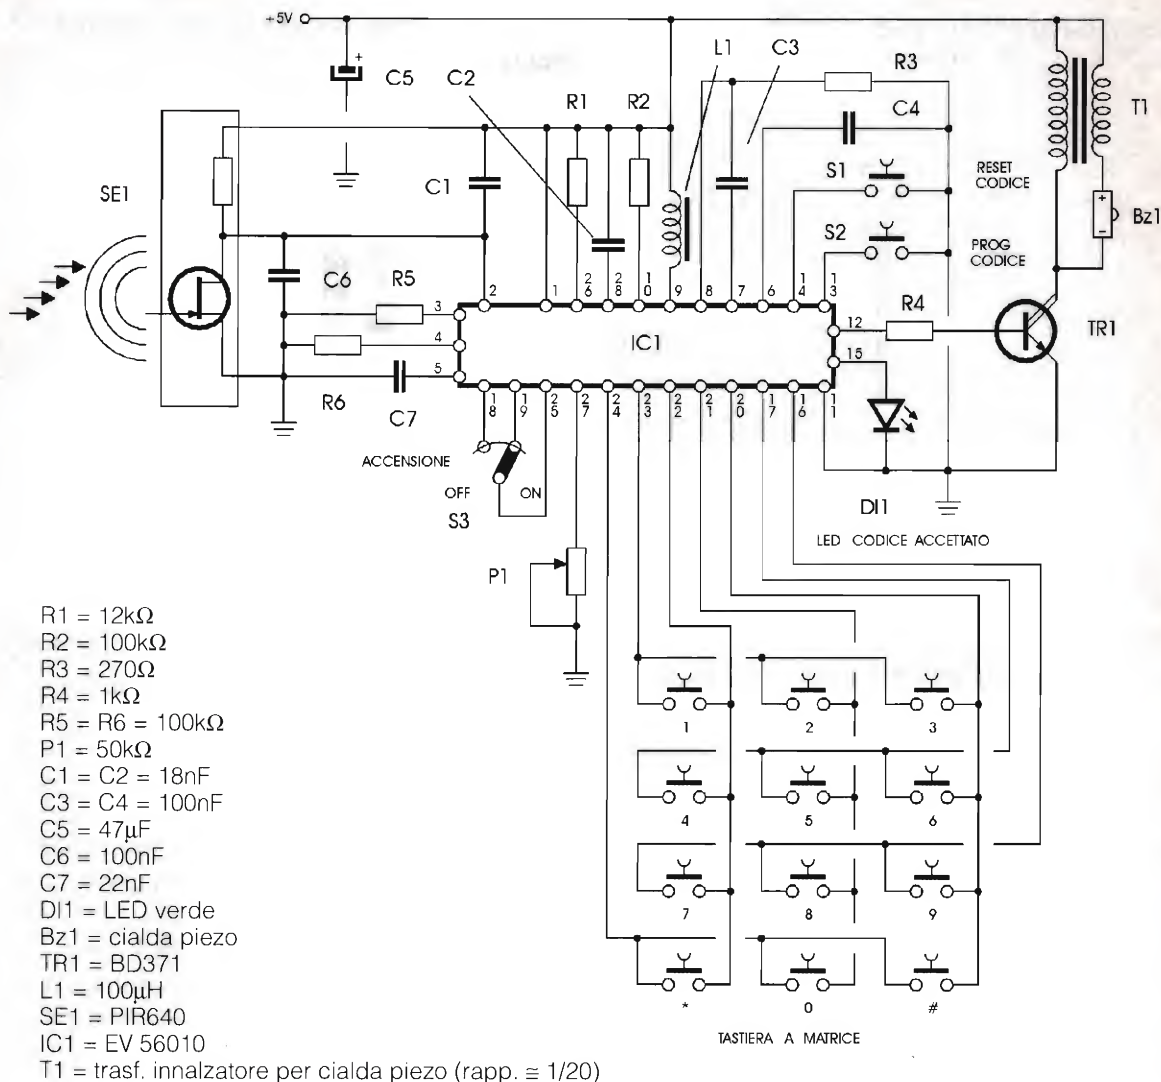 +5V
C5
C2
R1
R2
L1
C3
R3
C4
T1
SE1
C1
S1
RESET
CODICE
S2
PROG
CODICE
Bz1
C6
R5
2
1
26
28
10
9
8
7
6
14
13
3
4
5
IC1
12
15
R4
TR1
R6
C7
18
19
25
27
24
23
22
21
20
17
16
11
ACCENSIONE
OFF
ON
S3
DI1
LED CODICE ACCETTATO
P1
R1 = 12kΩ
R2 = 100kΩ
R3 = 270Ω
R4 = 1kΩ
R5 = R6 = 100kΩ
P1 = 50kΩ
C1 = C2 = 18nF
C3 = C4 = 100nF
C5 = 47µF
C6 = 100nF
C7 = 22nF
DI1 = LED verde
Bz1 = cialda piezo
TR1 = BD371
L1 = 100µH
SE1 = PIR640
IC1 = EV 56010
T1 = trasf. innalzatore per cialda piezo (rapp. ≅ 1/20)
1
2
3
4
5
6
7
8
9
*
0
#
TASTIERA A MATRICE